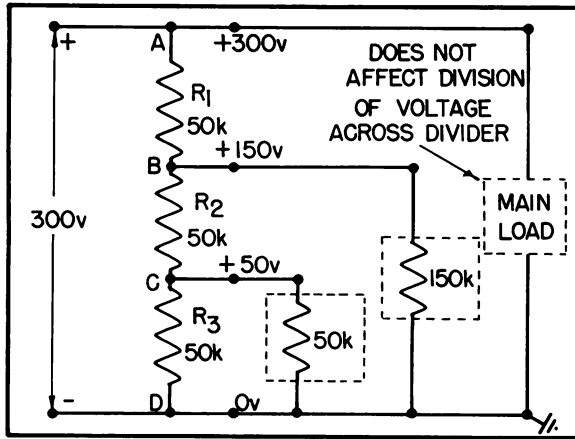 + A +300v
DOES NOT
AFFECT DIVISION
OF VOLTAGE
ACROSS DIVIDER
R1
50k
B +150v
R2
50k
MAIN
LOAD
300v
C +50v
150k
R3
50k
50k
- D 0v